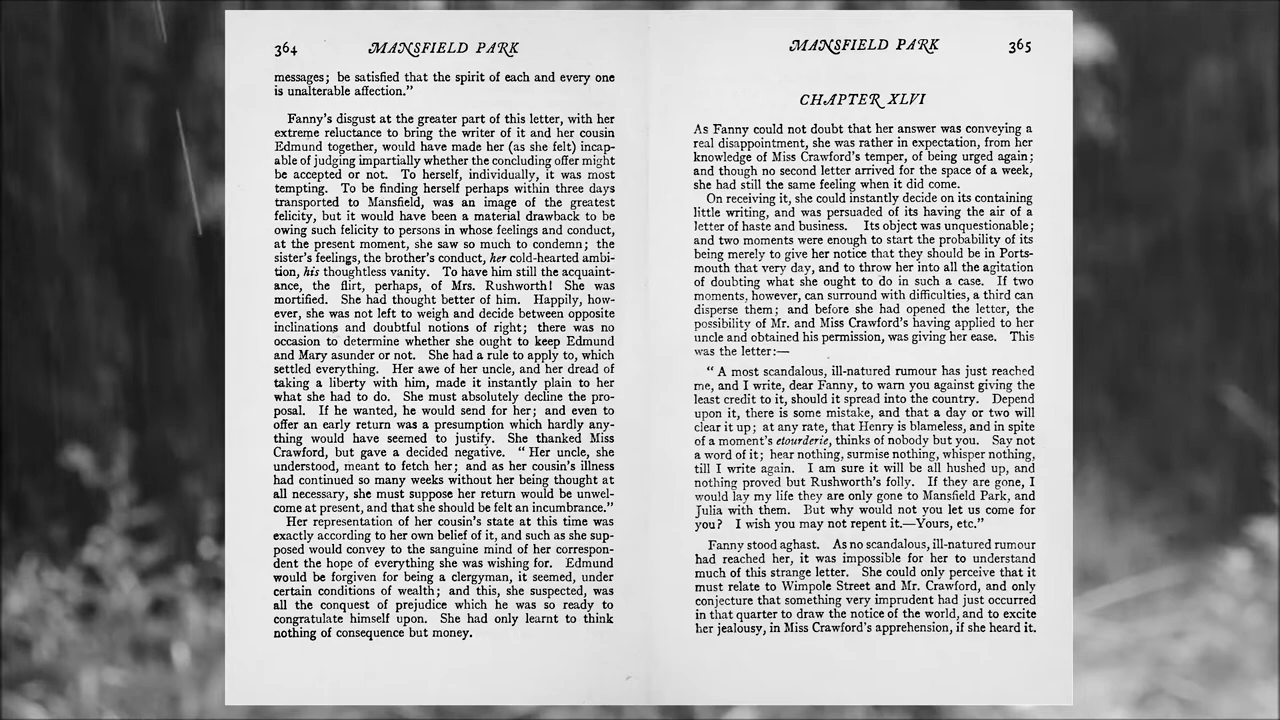 364 MANSFIELD PARK
messages; be satisfied that the spirit of each and every one
is unalterable affection.”
Fanny’s disgust at the greater part of this letter, with her
extreme reluctance to bring the writer of it and her cousin
Edmund together, would have made her (as she felt) incap-
able of judging impartially whether the concluding offer might
be accepted or not. To herself, individually, it was most
tempting. To be finding herself perhaps within three days
transported to Mansfield, was an image of the greatest
felicity, but it would have been a material drawback to be
owing such felicity to persons in whose feelings and conduct,
at the present moment, she saw so much to condemn; the
sister’s feelings, the brother’s conduct, her cold-hearted ambi-
tion, his thoughtless vanity. To have him still the acquaint-
ance, the flirt, perhaps, of Mrs. Rushworth! She was
mortified. She had thought better of him. Happily, how-
ever, she was not left to weigh and decide between opposite
inclinations and doubtful notions of right; there was no
occasion to determine whether she ought to keep Edmund
and Mary asunder or not. She had a rule to apply to, which
settled everything. Her awe of her uncle, and her dread of
taking a liberty with him, made it instantly plain to her
what she had to do. She must absolutely decline the pro-
posal. If he wanted, he would send for her; and even to
offer an early return was a presumption which hardly any-
thing would have seemed to justify. She thanked Miss
Crawford, but gave a decided negative. “Her uncle, she
understood, meant to fetch her; and as her cousin’s illness
had continued so many weeks without her being thought at
all necessary, she must suppose her return would be unwel-
come at present, and that she should be felt an incumbrance.”
Her representation of her cousin’s state at this time was
exactly according to her own belief of it, and such as she sup-
posed would convey to the sanguine mind of her correspon-
dent the hope of everything she was wishing for. Edmund
would be forgiven for being a clergyman, it seemed, under
certain conditions of wealth; and this, she suspected, was
all the conquest of prejudice which he was so ready to
congratulate himself upon. She had only learnt to think
nothing of consequence but money.
MANSFIELD PARK 365
CHAPTER XLVI
As Fanny could not doubt that her answer was conveying a
real disappointment, she was rather in expectation, from her
knowledge of Miss Crawford’s temper, of being urged again;
and though no second letter arrived for the space of a week,
she had still the same feeling when it did come.
On receiving it, she could instantly decide on its containing
little writing, and was persuaded of its having the air of a
letter of haste and business. Its object was unquestionable;
and two moments were enough to start the probability of its
being merely to give her notice that they should be in Ports-
mouth that very day, and to throw her into all the agitation
of doubting what she ought to do in such a case. If two
moments, however, can surround with difficulties, a third can
disperse them; and before she had opened the letter, the
possibility of Mr. and Miss Crawford’s having applied to her
uncle and obtained his permission, was giving her ease. This
was the letter:—
“A most scandalous, ill-natured rumour has just reached
me, and I write, dear Fanny, to warn you against giving the
least credit to it, should it spread into the country. Depend
upon it, there is some mistake, and that a day or two will
clear it up; at any rate, that Henry is blameless, and in spite
of a moment’s etourderie, thinks of nobody but you. Say not
a word of it; hear nothing, surmise nothing, whisper nothing,
till I write again. I am sure it will be all hushed up, and
nothing proved but Rushworth’s folly. If they are gone, I
would lay my life they are only gone to Mansfield Park, and
Julia with them. But why would not you let us come for
you? I wish you may not repent it.—Yours, etc.”
Fanny stood aghast. As no scandalous, ill-natured rumour
had reached her, it was impossible for her to understand
much of this strange letter. She could only perceive that it
must relate to Wimpole Street and Mr. Crawford, and only
conjecture that something very imprudent had just occurred
in that quarter to draw the notice of the world, and to excite
her jealousy, in Miss Crawford’s apprehension, if she heard it.